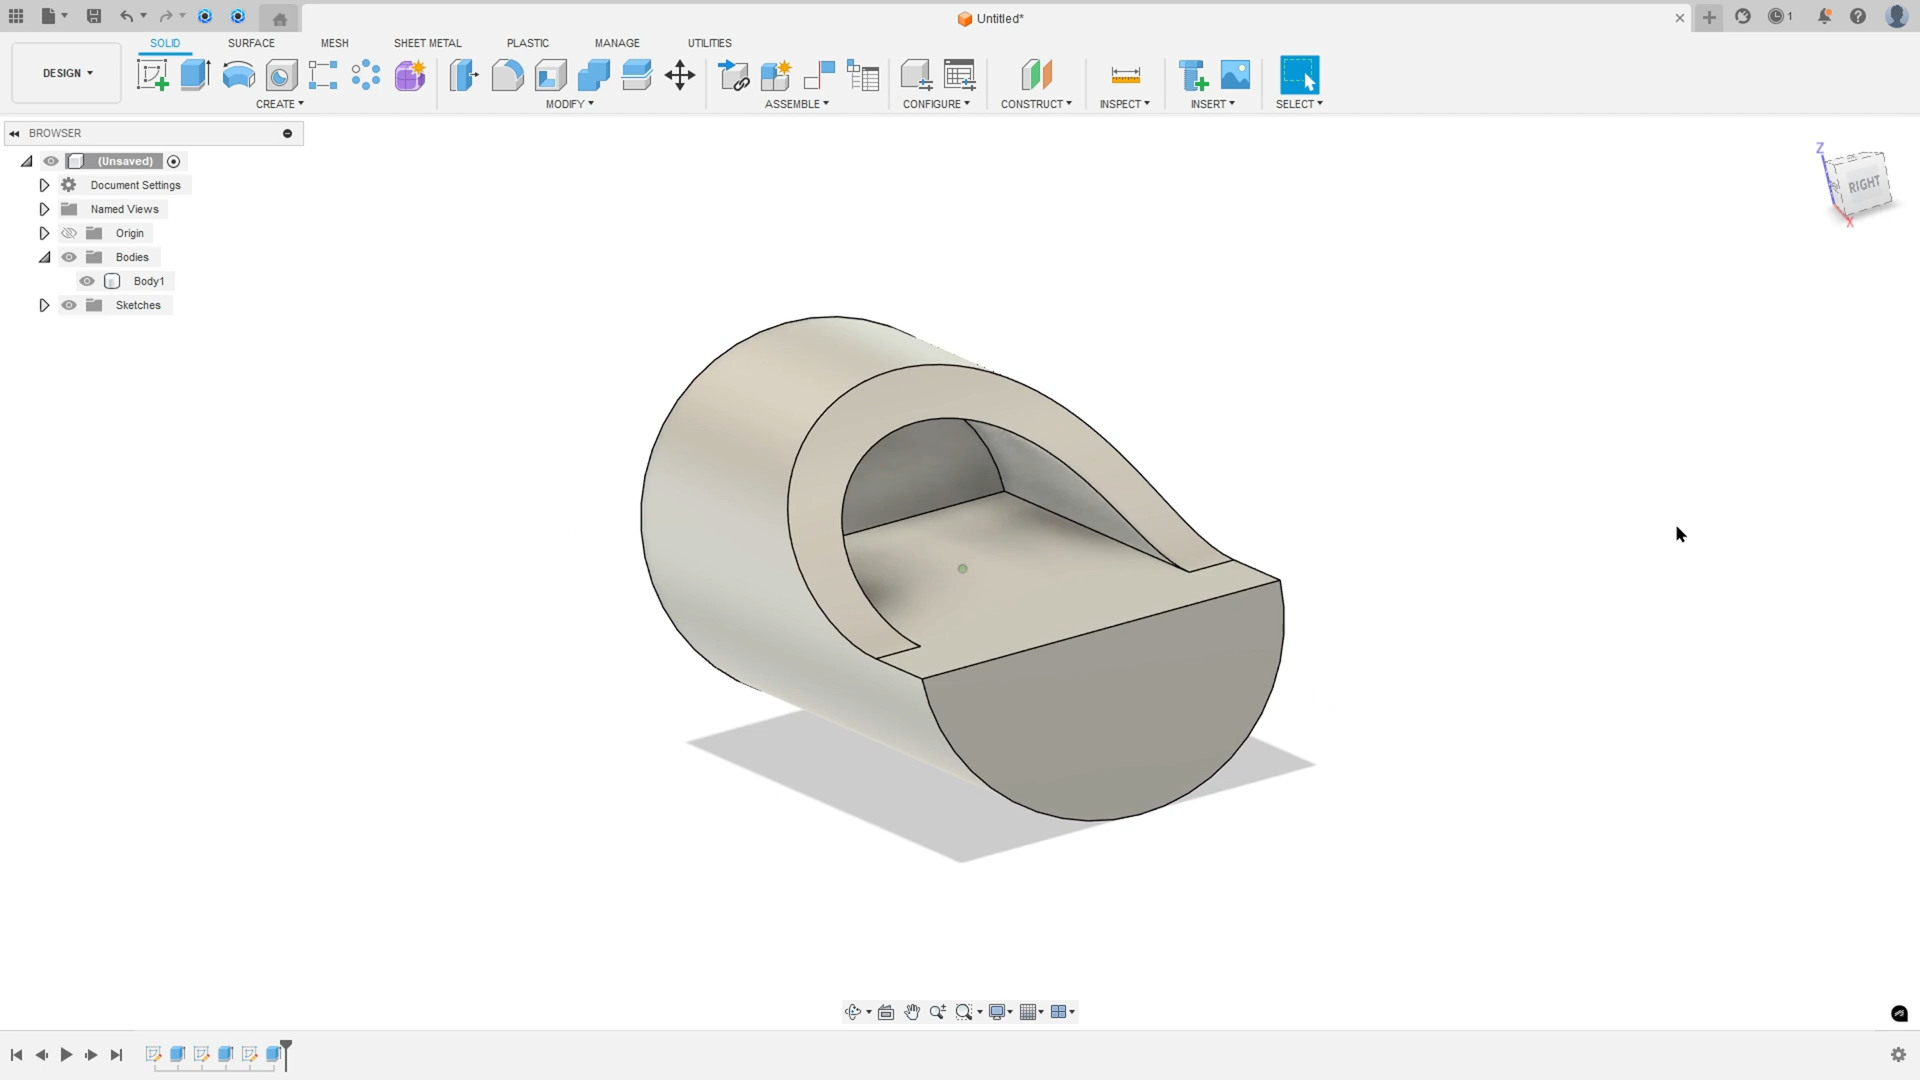 Untitled*
1
SOLID SURFACE MESH SHEET METAL PLASTIC MANAGE UTILITIES
DESIGN
CREATE MODIFY ASSEMBLE CONFIGURE CONSTRUCT INSPECT INSERT SELECT
BROWSER
(Unsaved)
Document Settings
Named Views
Origin
Bodies
Body1
Sketches
Z
RIGHT
X